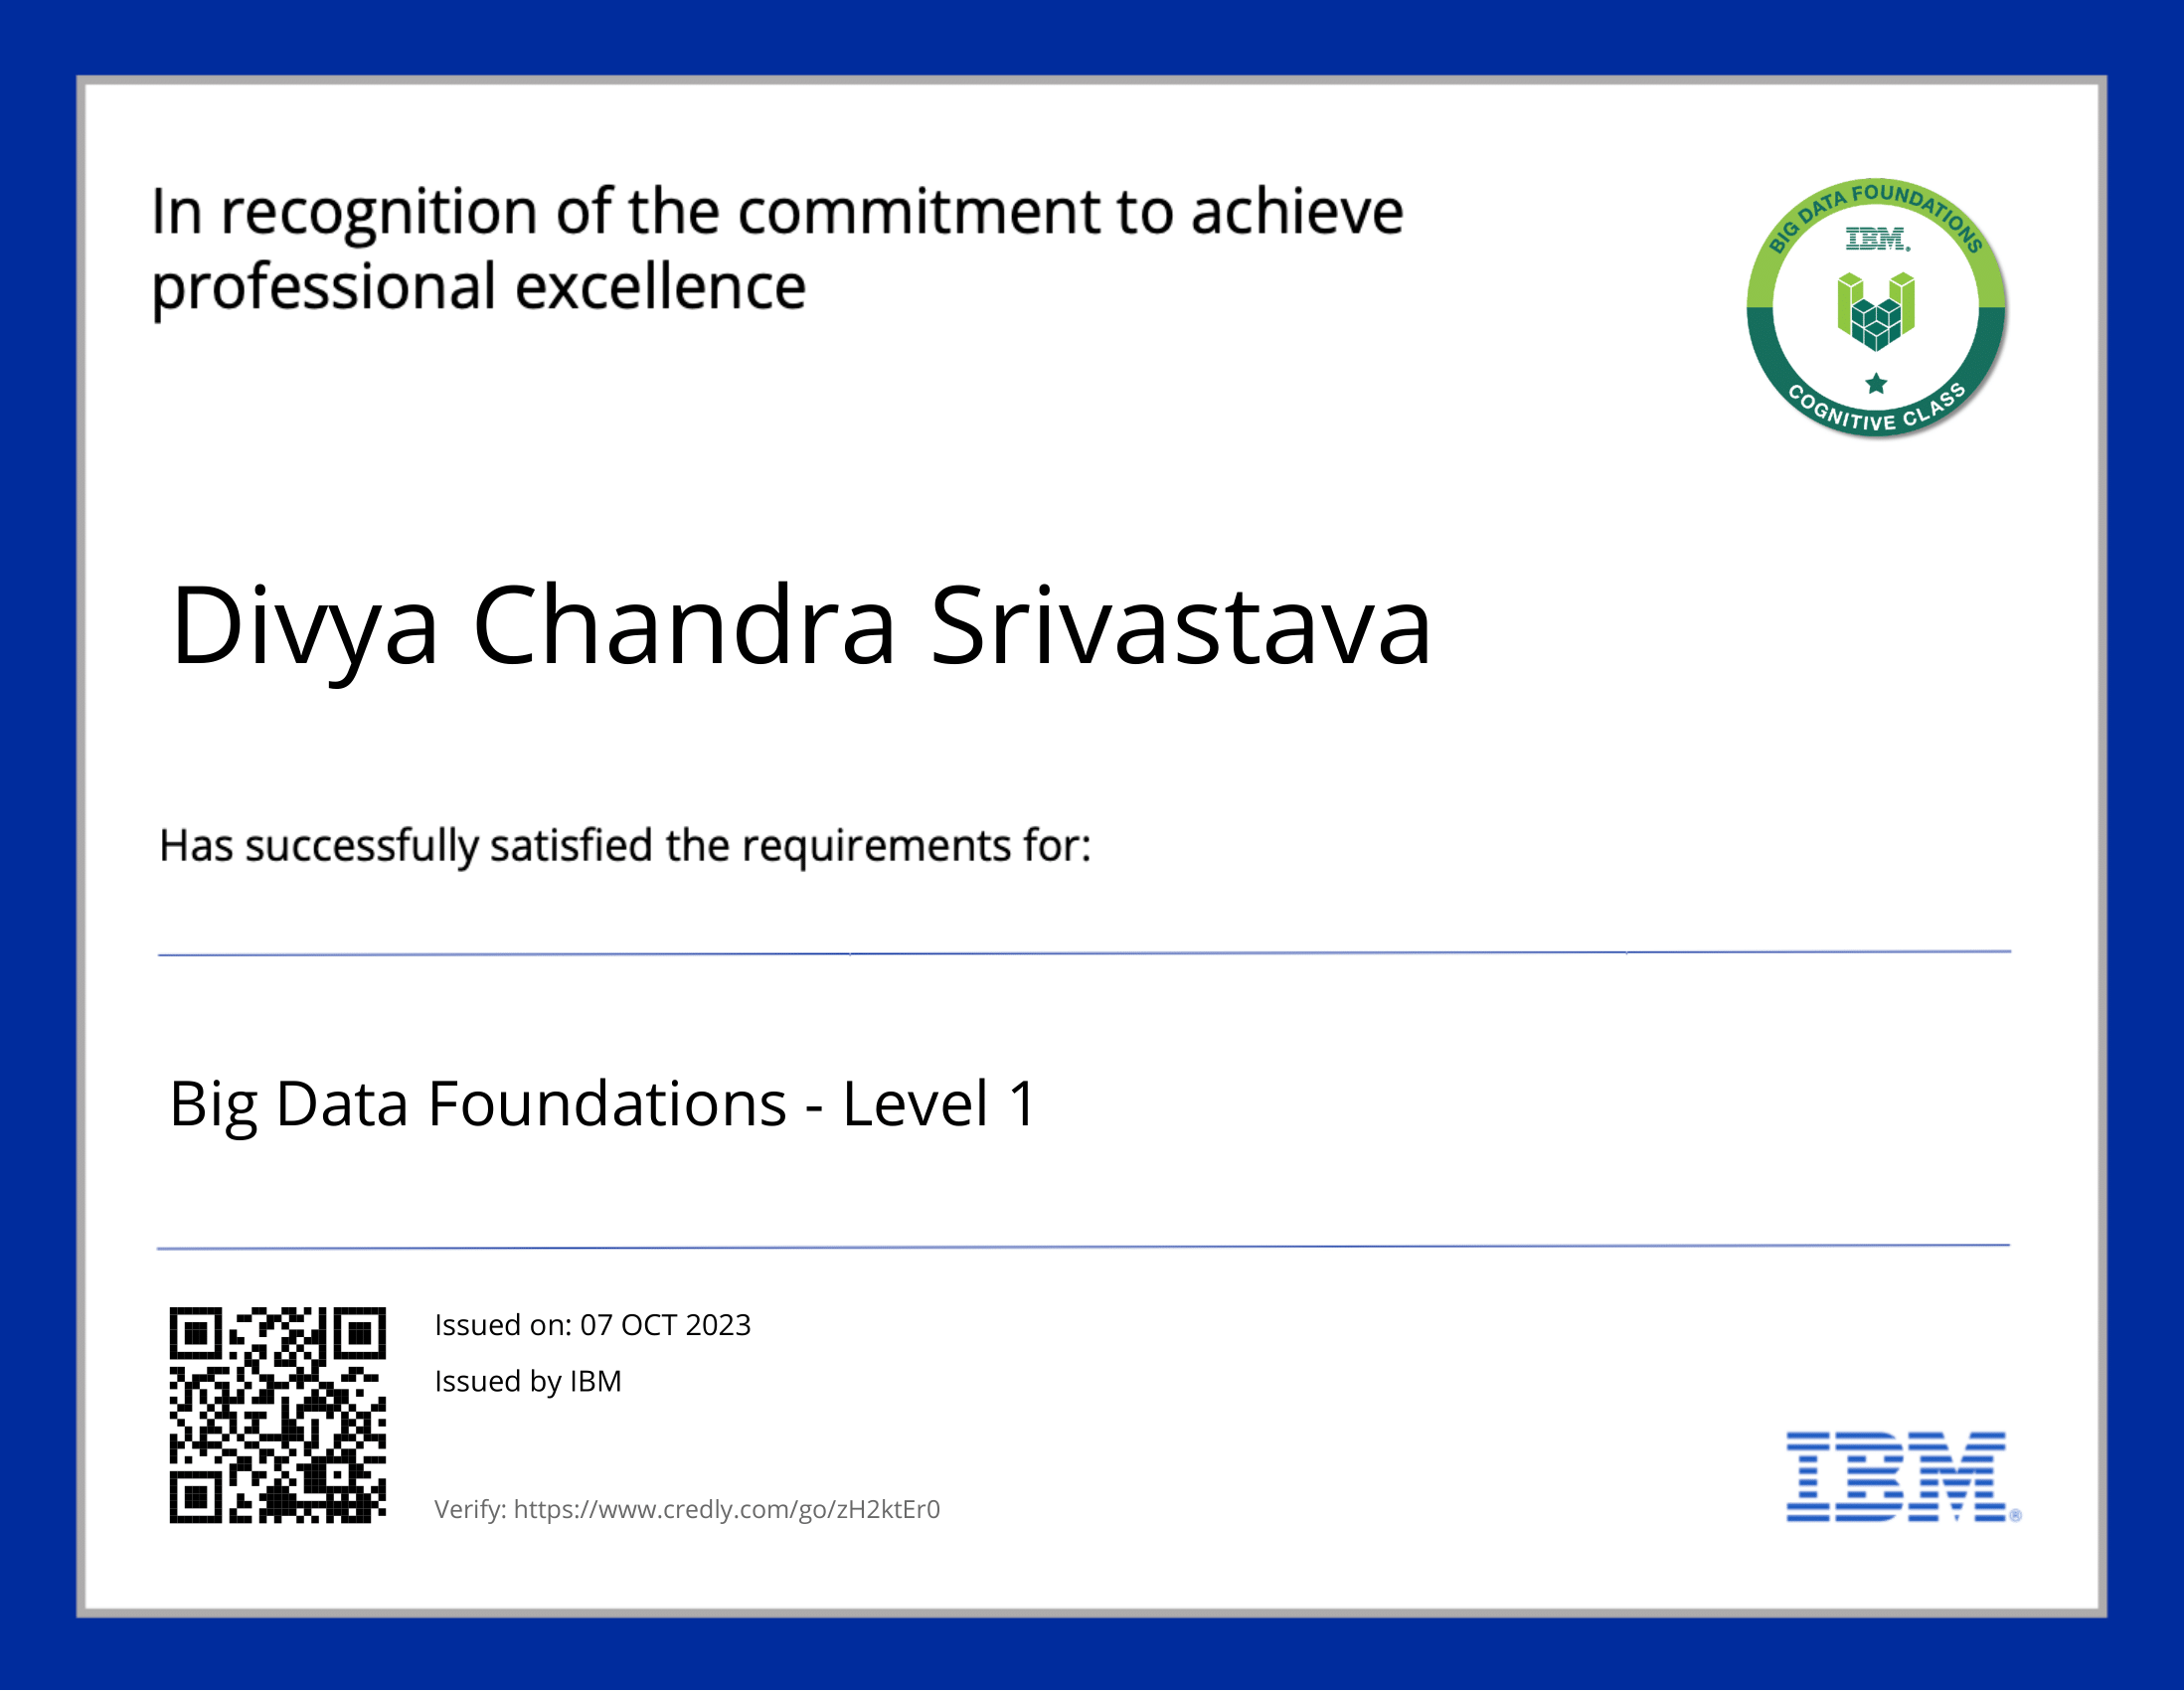 In recognition of the commitment to achieve
professional excellence
BIG DATA FOUNDATIONS
IBM®
COGNITIVE CLASS
Divya Chandra Srivastava
Has successfully satisfied the requirements for:
Big Data Foundations - Level 1
Issued on: 07 OCT 2023
Issued by IBM
Verify: https://www.credly.com/go/zH2ktEr0
IBM®